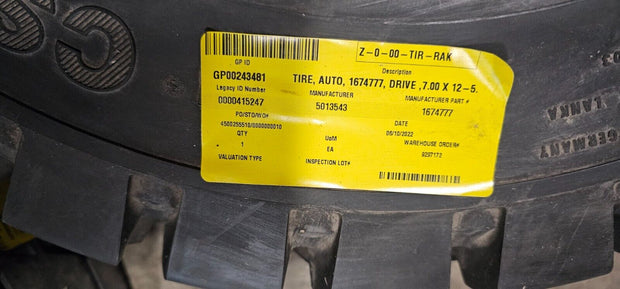 GP ID
Z-0-00-TIR-RAK
GP00243481
Description
TIRE, AUTO, 1674777, DRIVE ,7.00 X 12-5.
Legacy ID Number
MANUFACTURER
MANUFACTURER PART #
0000415247
5013543
1674777
PO/STO/WO#
DATE
4500255510/0000000010
06/10/2022
QTY
UoM
WAREHOUSE ORDER#
1
EA
9297172
VALUATION TYPE
INSPECTION LOT#
GERMANY
LANKA